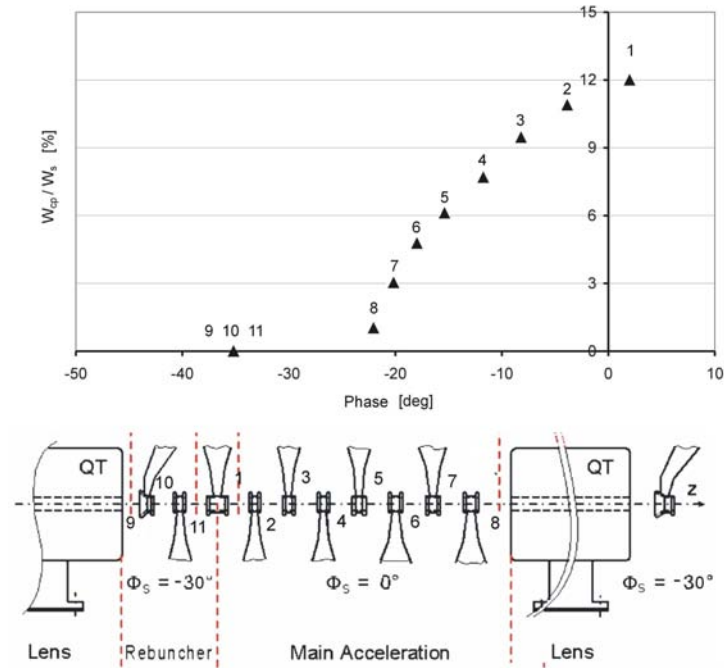 15
1
12
2
3
9
4
W_cp / W_s [%]
5
6
6
7
3
8
9 10 11
0
-50 -40 -30 -20 -10 0 10
Phase [deg]
QT 10 1 3 5 7 QT z
9 11 2 4 6 8
Φ_S = -30° Φ_S = 0° Φ_S = -30°
Lens Rebuncher Main Acceleration Lens